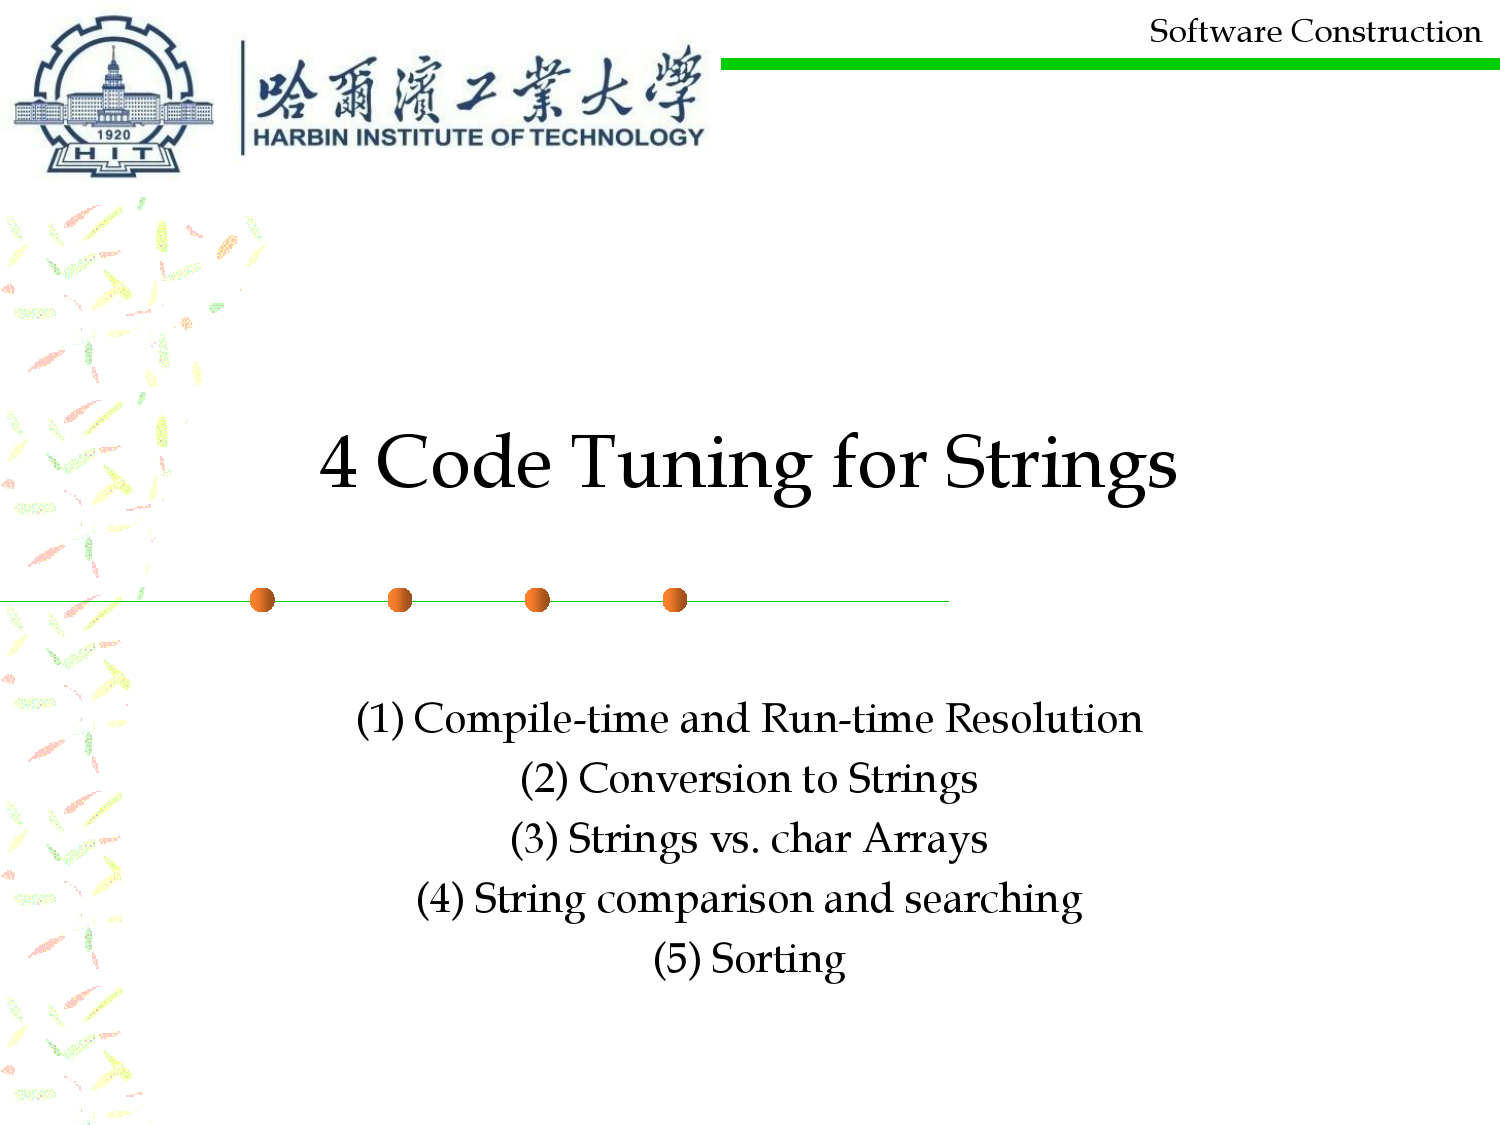 Software Construction
哈爾濱工業大學
HARBIN INSTITUTE OF TECHNOLOGY
1920
HIT
4 Code Tuning for Strings
(1) Compile-time and Run-time Resolution
(2) Conversion to Strings
(3) Strings vs. char Arrays
(4) String comparison and searching
(5) Sorting